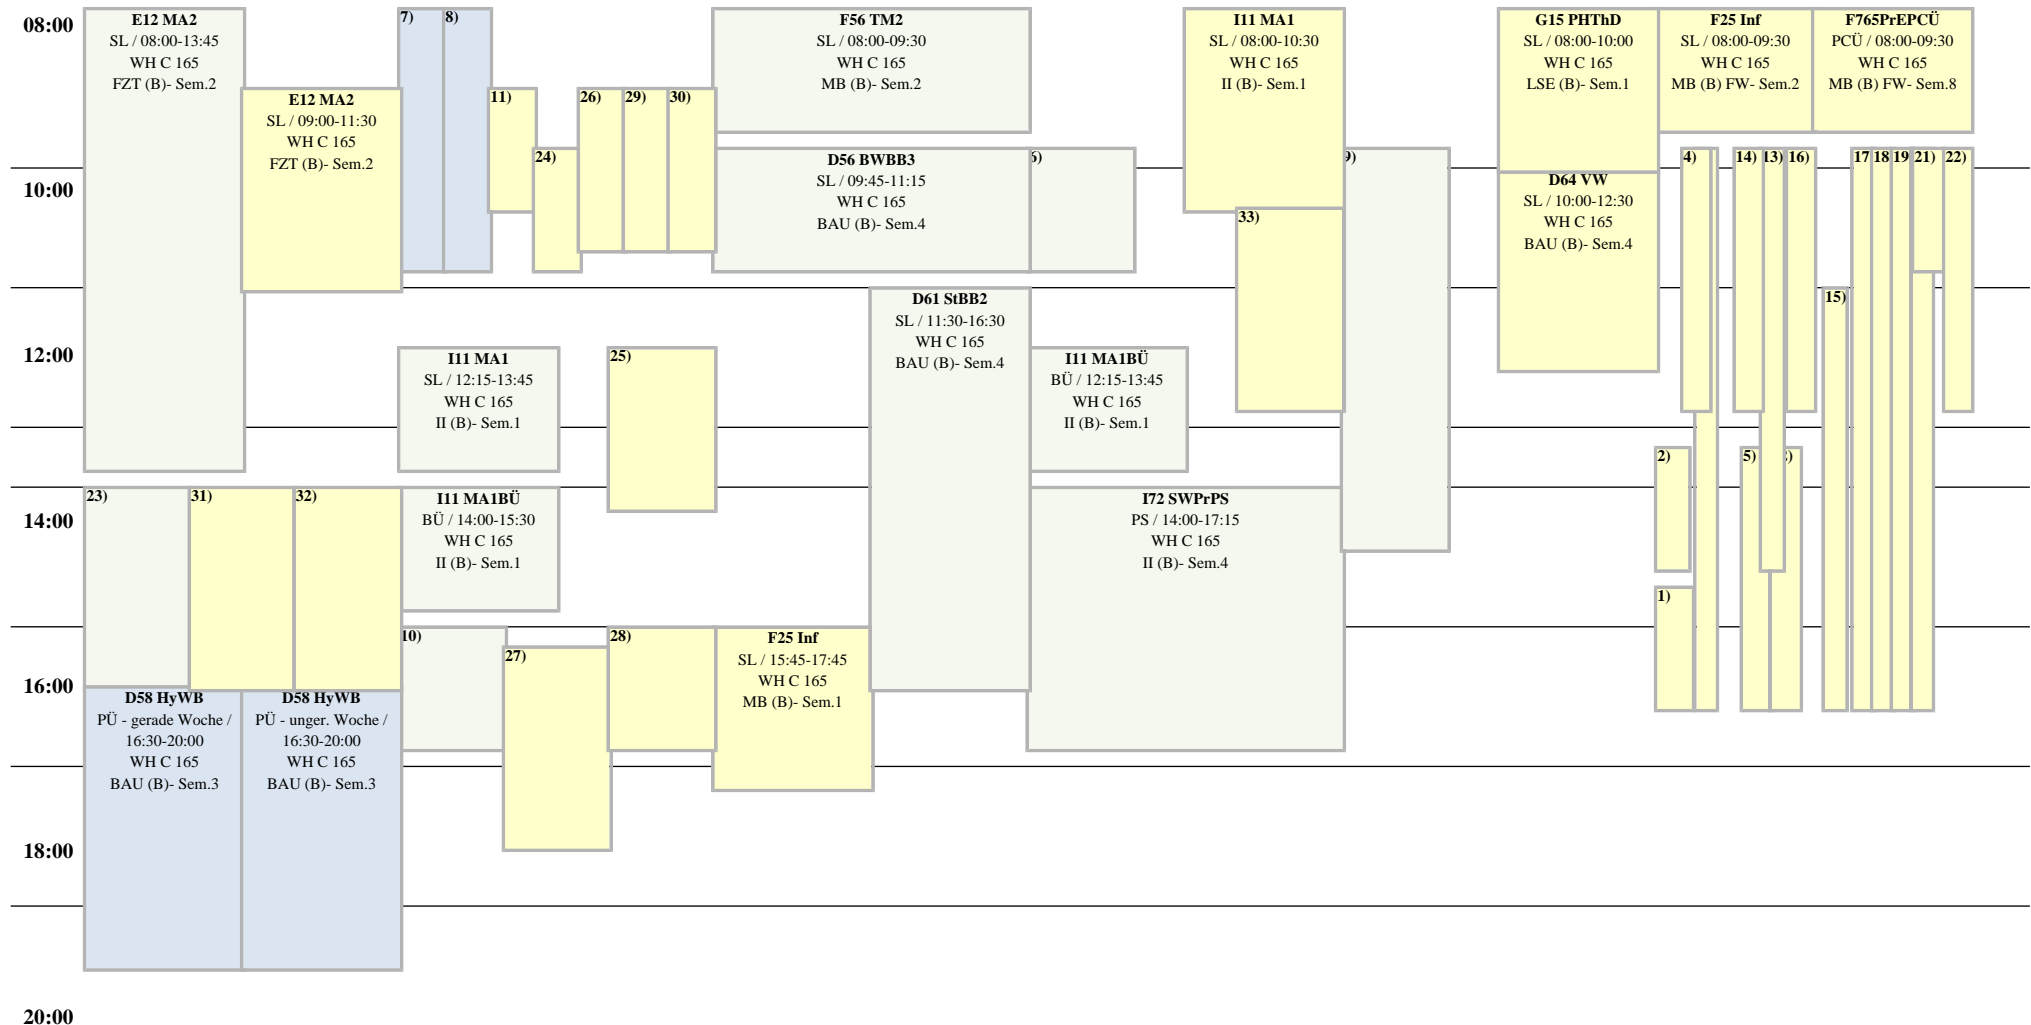 08:00
10:00
12:00
14:00
16:00
18:00
20:00
E12 MA2
SL / 08:00-13:45
WH C 165
FZT (B)- Sem.2
E12 MA2
SL / 09:00-11:30
WH C 165
FZT (B)- Sem.2
7)
8)
11)
24)
26)
29)
30)
F56 TM2
SL / 08:00-09:30
WH C 165
MB (B)- Sem.2
D56 BWBB3
SL / 09:45-11:15
WH C 165
BAU (B)- Sem.4
I11 MA1
SL / 08:00-10:30
WH C 165
II (B)- Sem.1
33)
9)
G15 PHThD
SL / 08:00-10:00
WH C 165
LSE (B)- Sem.1
D64 VW
SL / 10:00-12:30
WH C 165
BAU (B)- Sem.4
F25 Inf
SL / 08:00-09:30
WH C 165
MB (B) FW- Sem.2
F765PrEPCÜ
PCÜ / 08:00-09:30
WH C 165
MB (B) FW- Sem.8
4)
14)
13)
16)
17
18
19
21)
22)
15)
D61 StBB2
SL / 11:30-16:30
WH C 165
BAU (B)- Sem.4
I11 MA1
SL / 12:15-13:45
WH C 165
II (B)- Sem.1
25)
I11 MA1BÜ
BÜ / 12:15-13:45
WH C 165
II (B)- Sem.1
2)
5)
23)
31)
32)
I11 MA1BÜ
BÜ / 14:00-15:30
WH C 165
II (B)- Sem.1
I72 SWPrPS
PS / 14:00-17:15
WH C 165
II (B)- Sem.4
1)
10)
27)
28)
F25 Inf
SL / 15:45-17:45
WH C 165
MB (B)- Sem.1
D58 HyWB
PÜ - gerade Woche /
16:30-20:00
WH C 165
BAU (B)- Sem.3
D58 HyWB
PÜ - unger. Woche /
16:30-20:00
WH C 165
BAU (B)- Sem.3